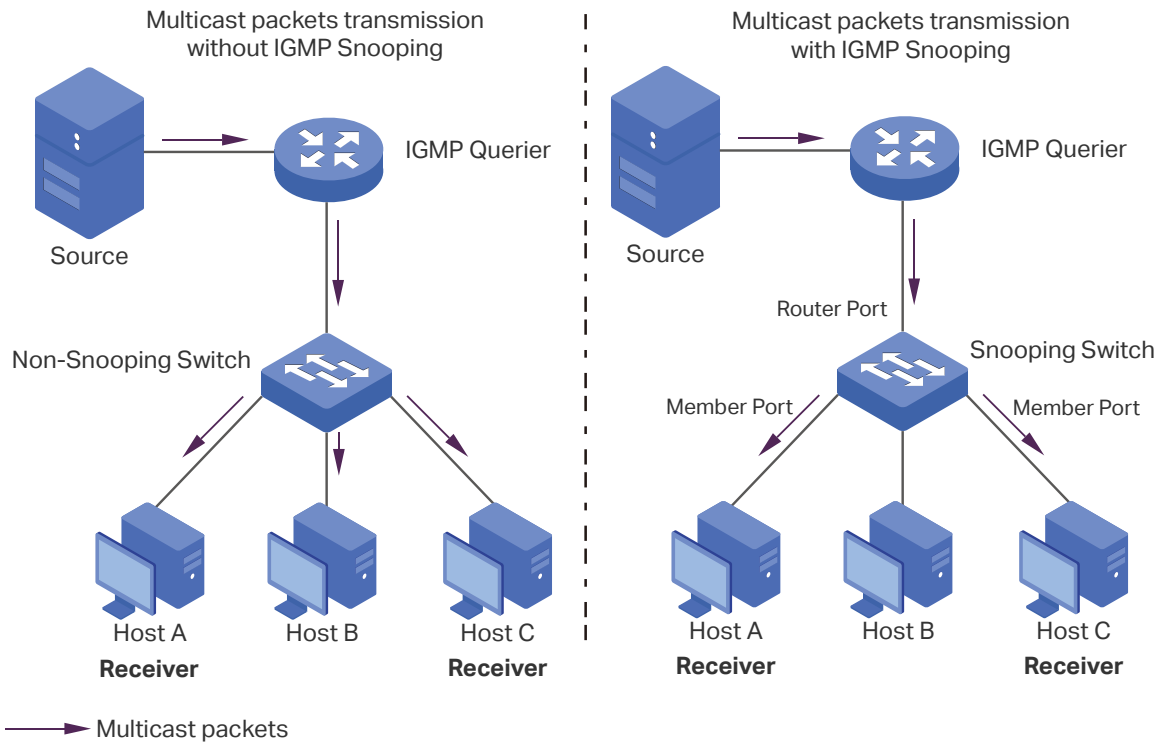 Multicast packets transmission
without IGMP Snooping
IGMP Querier
Source
Non-Snooping Switch
Host A
Receiver
Host B
Host C
Receiver
Multicast packets transmission
with IGMP Snooping
IGMP Querier
Source
Router Port
Snooping Switch
Member Port
Member Port
Host A
Receiver
Host B
Host C
Receiver
Multicast packets